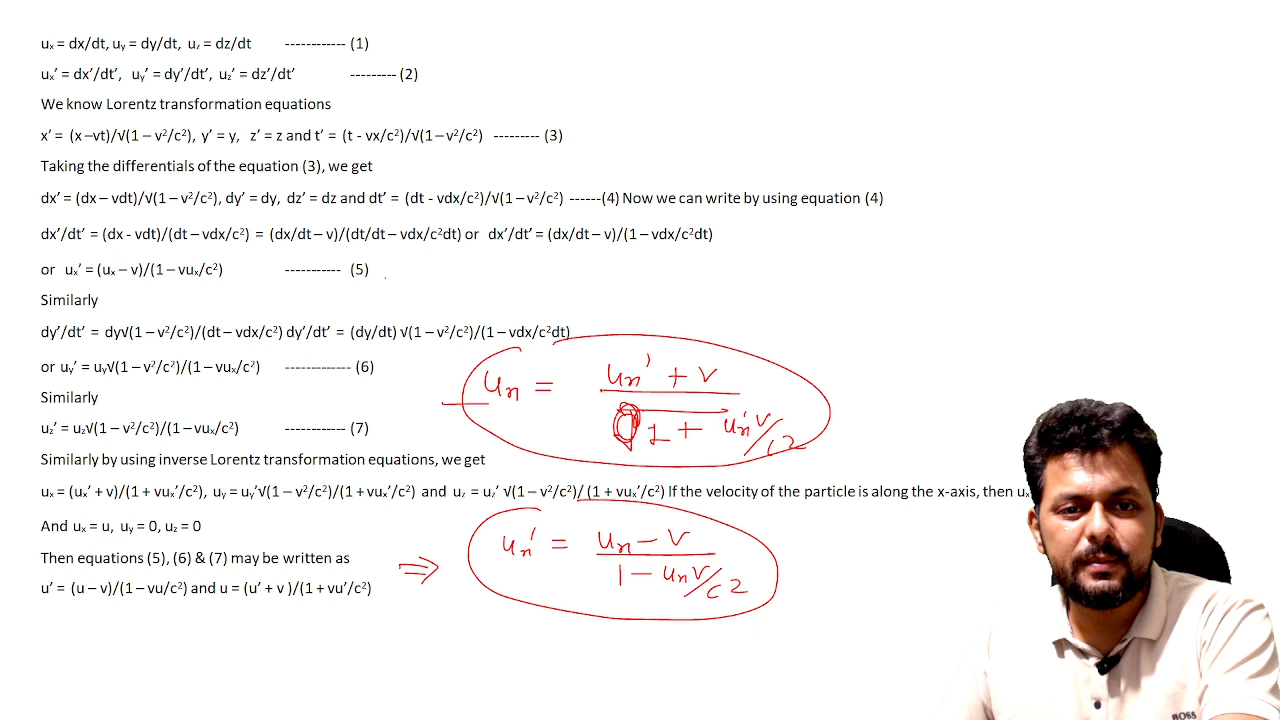 uₓ = dx/dt, uᵧ = dy/dt, u𝓏 = dz/dt ------------ (1)
uₓ’ = dx’/dt’, uᵧ’ = dy’/dt’, u𝓏’ = dz’/dt’ --------- (2)
We know Lorentz transformation equations
x’ = (x–vt)/√(1 – v²/c²), y’ = y, z’ = z and t’ = (t - vx/c²)/√(1–v²/c²) --------- (3)
Taking the differentials of the equation (3), we get
dx’ = (dx – vdt)/√(1 – v²/c²), dy’ = dy, dz’ = dz and dt’ = (dt - vdx/c²)/√(1–v²/c²) ------(4) Now we can write by using equation (4)
dx’/dt’ = (dx - vdt)/(dt – vdx/c²) = (dx/dt – v)/(dt/dt – vdx/c²dt) or dx’/dt’ = (dx/dt – v)/(1 – vdx/c²dt)
or uₓ’ = (uₓ – v)/(1 – vuₓ/c²) ----------- (5)
Similarly
dy’/dt’ = dy√(1 – v²/c²)/(dt – vdx/c²) dy’/dt’ = (dy/dt) √(1 – v²/c²)/(1 – vdx/c²dt)
or uᵧ’ = uᵧ√(1 – v²/c²)/(1 – vuₓ/c²) ------------- (6)
Similarly
u𝓏’ = u𝓏√(1 – v²/c²)/(1 – vuₓ/c²) ------------ (7)
Similarly by using inverse Lorentz transformation equations, we get
uₓ = (uₓ’ + v)/(1 + vuₓ’/c²), uᵧ = uᵧ’√(1 – v²/c²)/(1 + vuₓ’/c²) and u𝓏 = u𝓏’ √(1 – v²/c²)/ (1 + vuₓ’/c²) If the velocity of the particle is along the x-axis, then uₓ
And uₓ = u, uᵧ = 0, u𝓏 = 0
Then equations (5), (6) & (7) may be written as
u’ = (u – v)/(1 – vu/c²) and u = (u’ + v )/(1 + vu’/c²)
uₓ = uₓ' + v
1 + uₓ'v/c2
⇒ uₓ' = uₓ – v
1 – uₓv/c2
BOSS